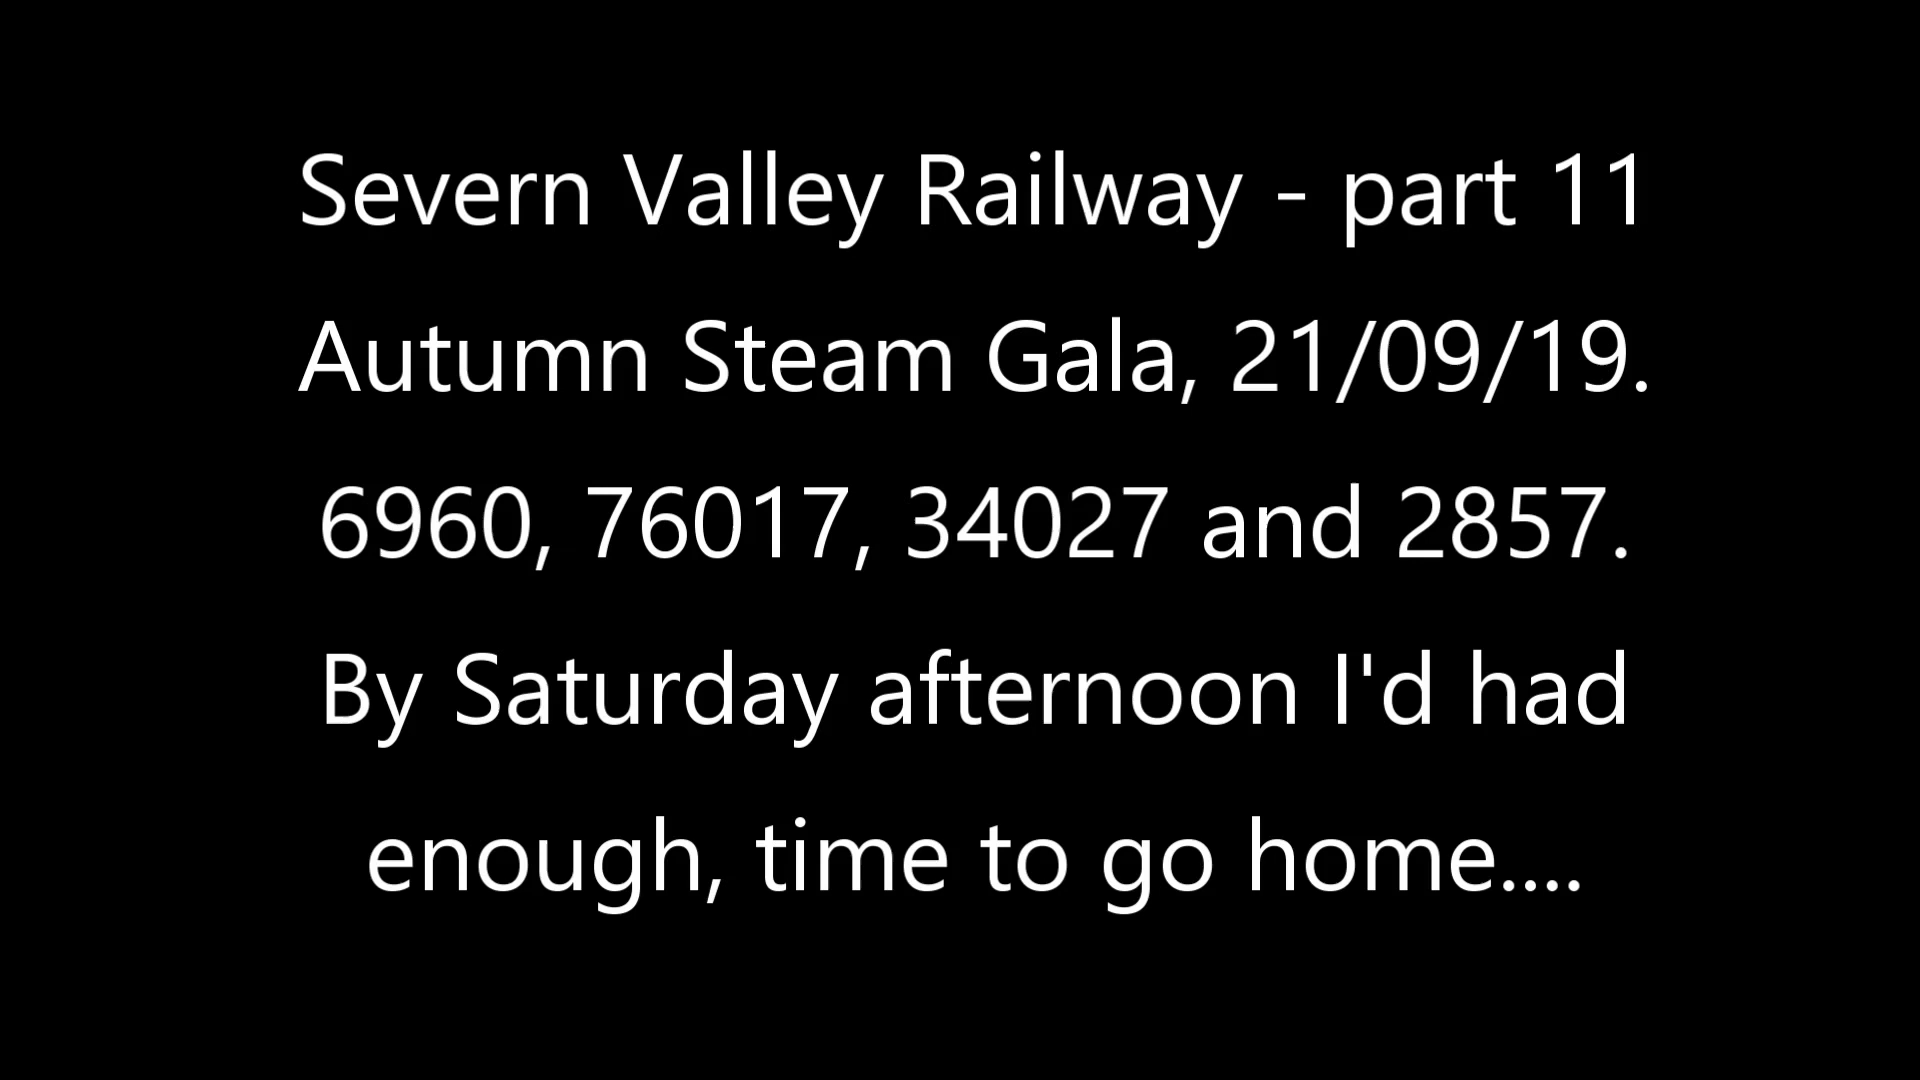 Severn Valley Railway - part 11
Autumn Steam Gala, 21/09/19.
6960, 76017, 34027 and 2857.
By Saturday afternoon I'd had
enough, time to go home....